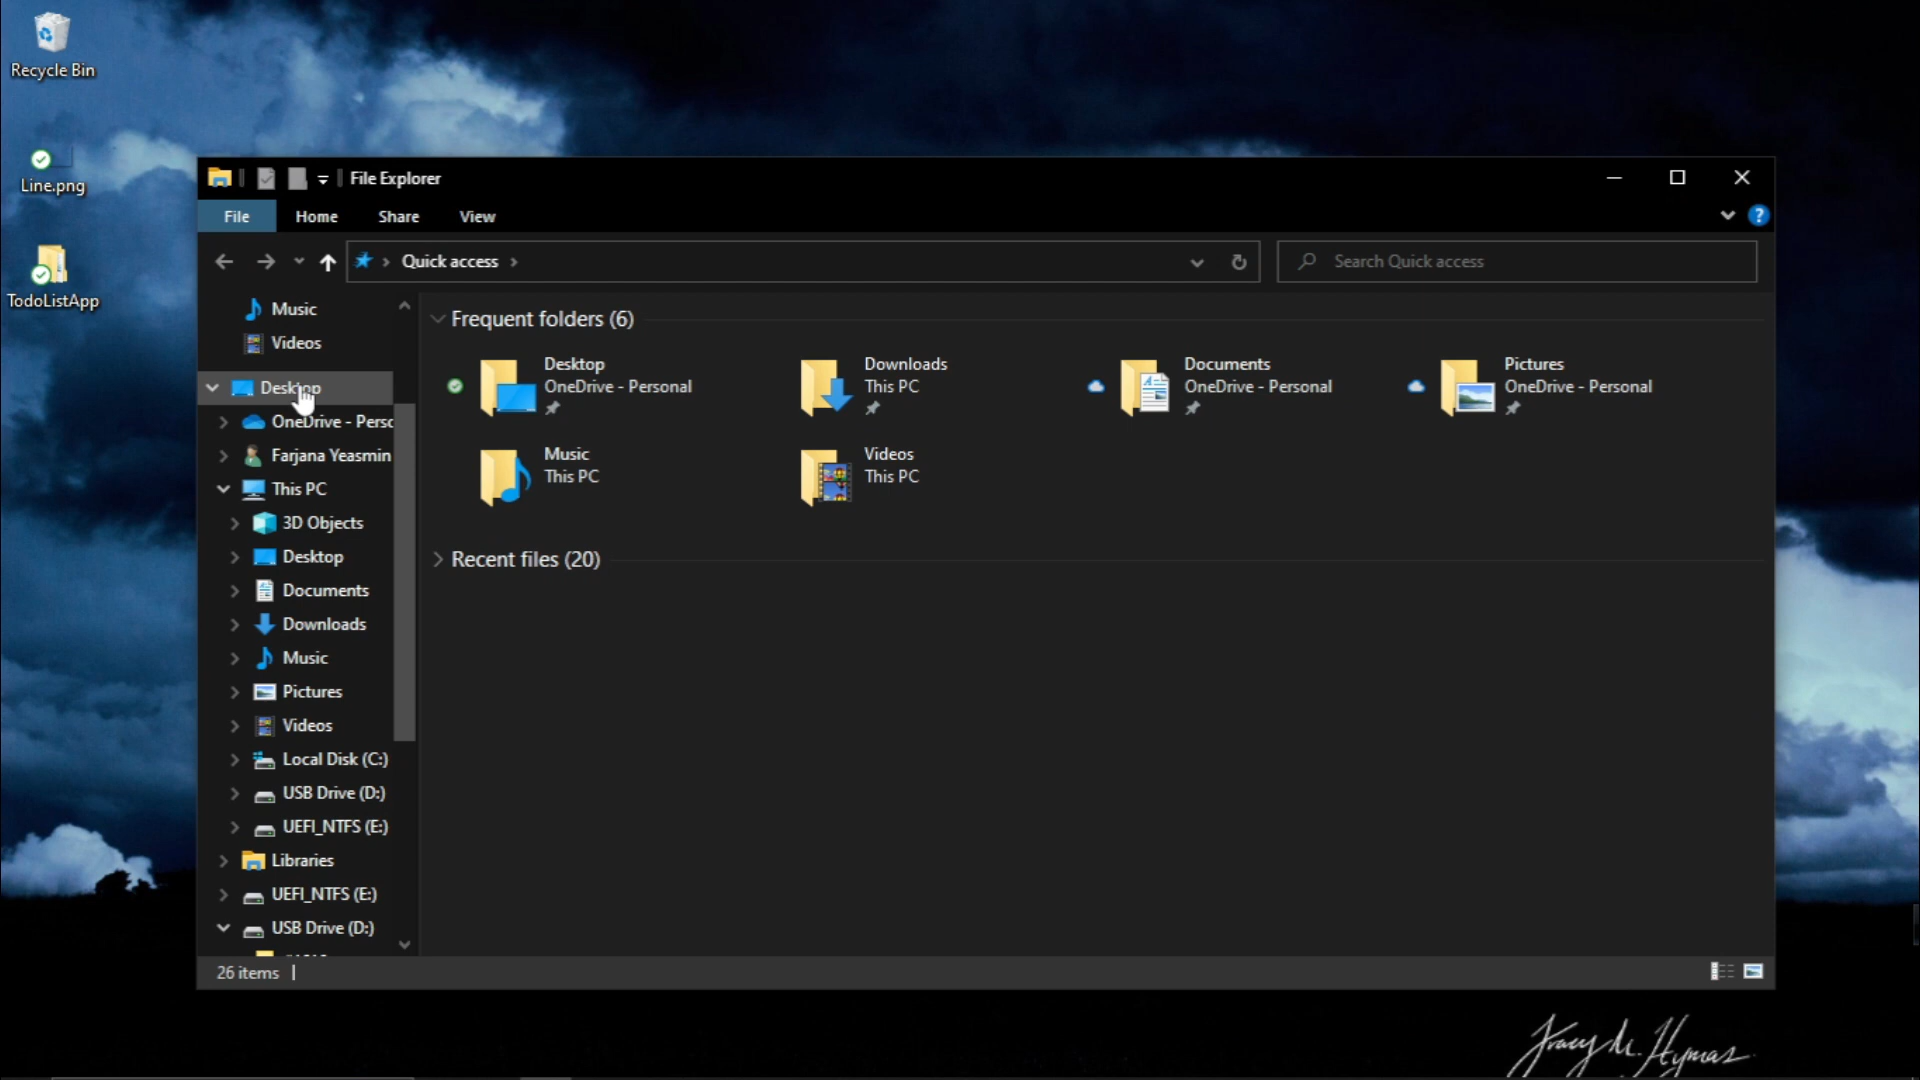 Recycle Bin
Line.png
TodoListApp
File Explorer
File Home Share View
Quick access
Search Quick access
Music
Videos
Desktop
OneDrive - Persc
Farjana Yeasmin
This PC
3D Objects
Desktop
Documents
Downloads
Music
Pictures
Videos
Local Disk (C:)
USB Drive (D:)
UEFI_NTFS (E:)
Libraries
UEFI_NTFS (E:)
USB Drive (D:)
Frequent folders (6)
Desktop
OneDrive - Personal
Downloads
This PC
Documents
OneDrive - Personal
Pictures
OneDrive - Personal
Music
This PC
Videos
This PC
Recent files (20)
26 items
Tracy M. Hymas